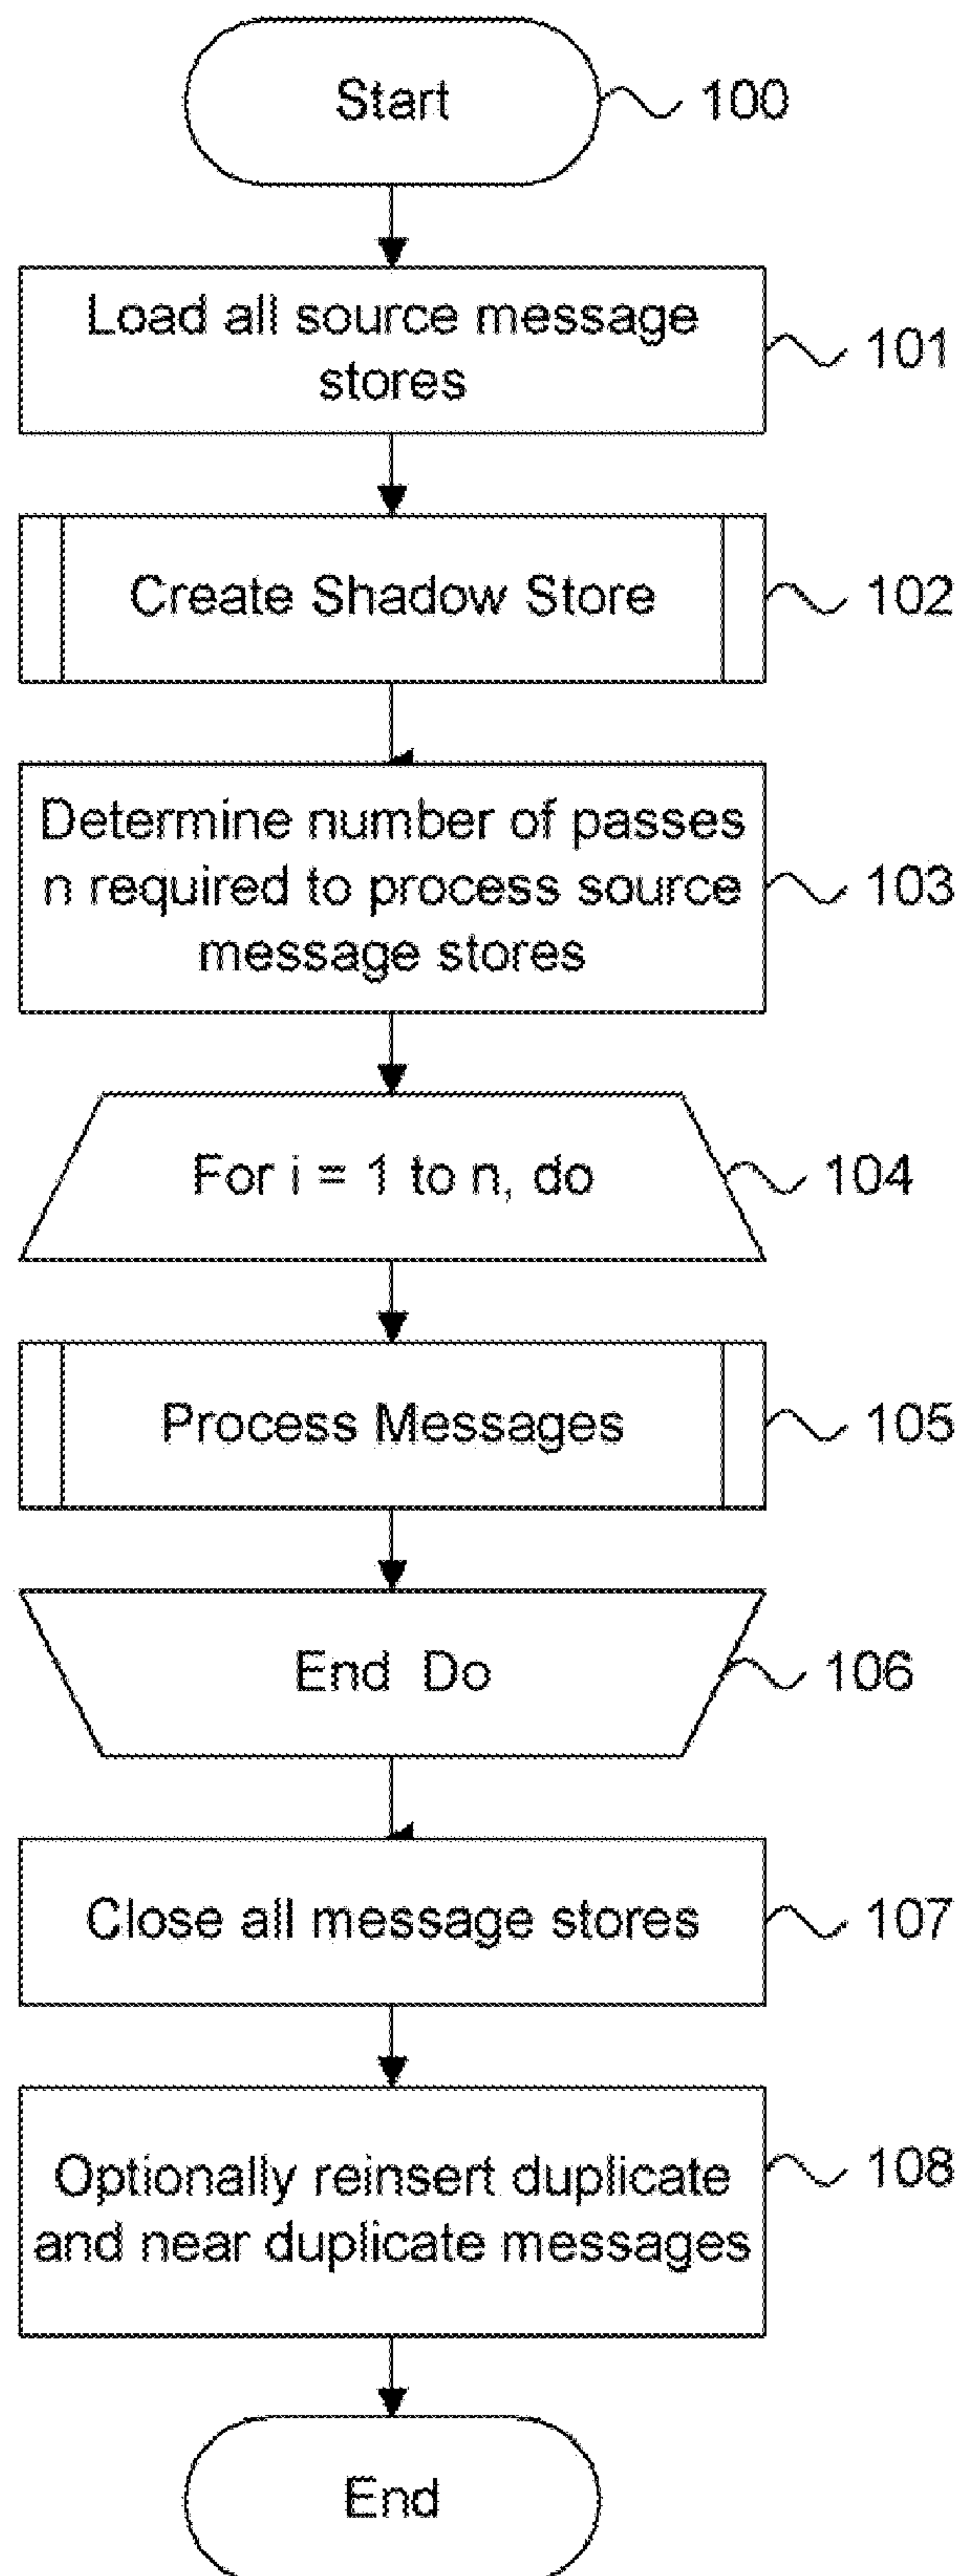 Start
100
Load all source message
stores
101
Create Shadow Store
102
Determine number of passes
n required to process source
message stores
103
For i = 1 to n, do
104
Process Messages
105
End Do
106
Close all message stores
107
Optionally reinsert duplicate
and near duplicate messages
108
End